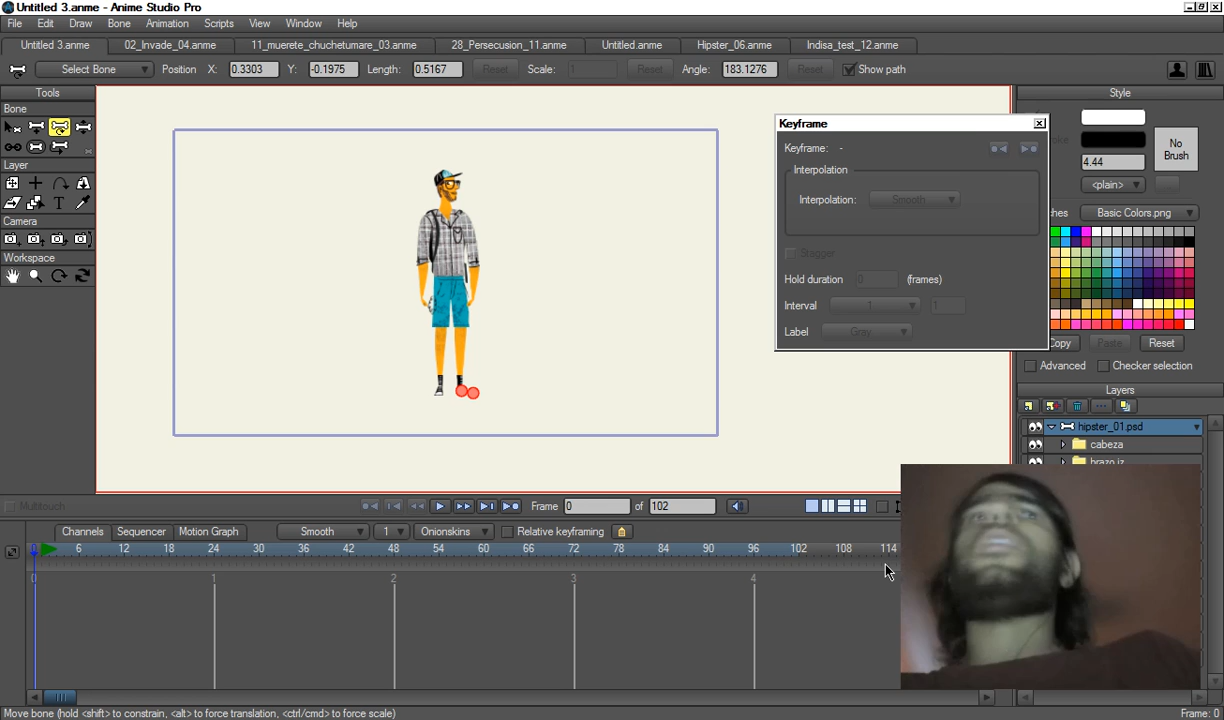 Untitled 3.anme - Anime Studio Pro
File Edit Draw Bone Animation Scripts View Window Help
Untitled 3.anme 02_Invade_04.anme 11_muerete_chuchetumare_03.anme 28_Persecusion_11.anme Untitled.anme Hipster_06.anme Indisa_test_12.anme
Select Bone Position X: 0.3303 Y: -0.1975 Length: 0.5167 Reset Scale: 1 Reset Angle: 183.1276 Reset Show path
Tools
Bone
Layer
Camera
Workspace
Keyframe
Keyframe: -
Interpolation
Interpolation: Smooth
Stagger
Hold duration 0 (frames)
Interval 1 1
Label Gray
Style
No Brush
4.44
<plain>
Basic Colors.png
Copy Paste Reset
Advanced Checker selection
Layers
hipster_01.psd
cabeza
brazo iz
Multitouch
Frame 0 of 102
Channels Sequencer Motion Graph Smooth 1 Onionskins Relative keyframing
0 6 12 18 24 30 36 42 48 54 60 66 72 78 84 90 96 102 108 114
0 1 2 3 4
Move bone (hold <shift> to constrain, <alt> to force translation, <ctrl/cmd> to force scale)
Frame: 0